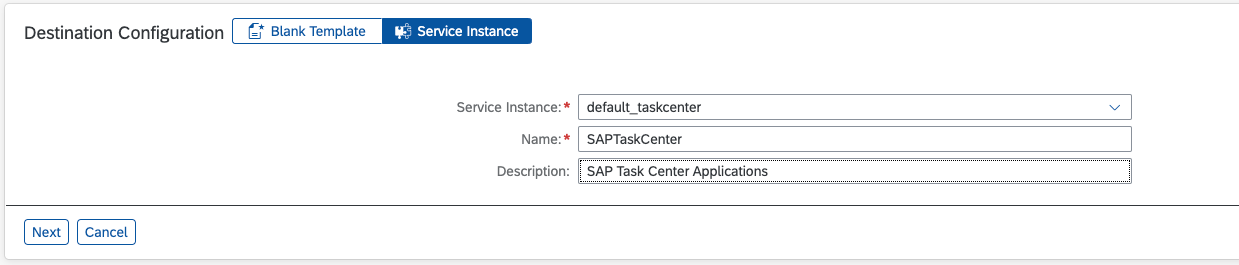 Destination Configuration Blank Template Service Instance
Service Instance:* default_taskcenter
Name:* SAPTaskCenter
Description: SAP Task Center Applications
Next Cancel